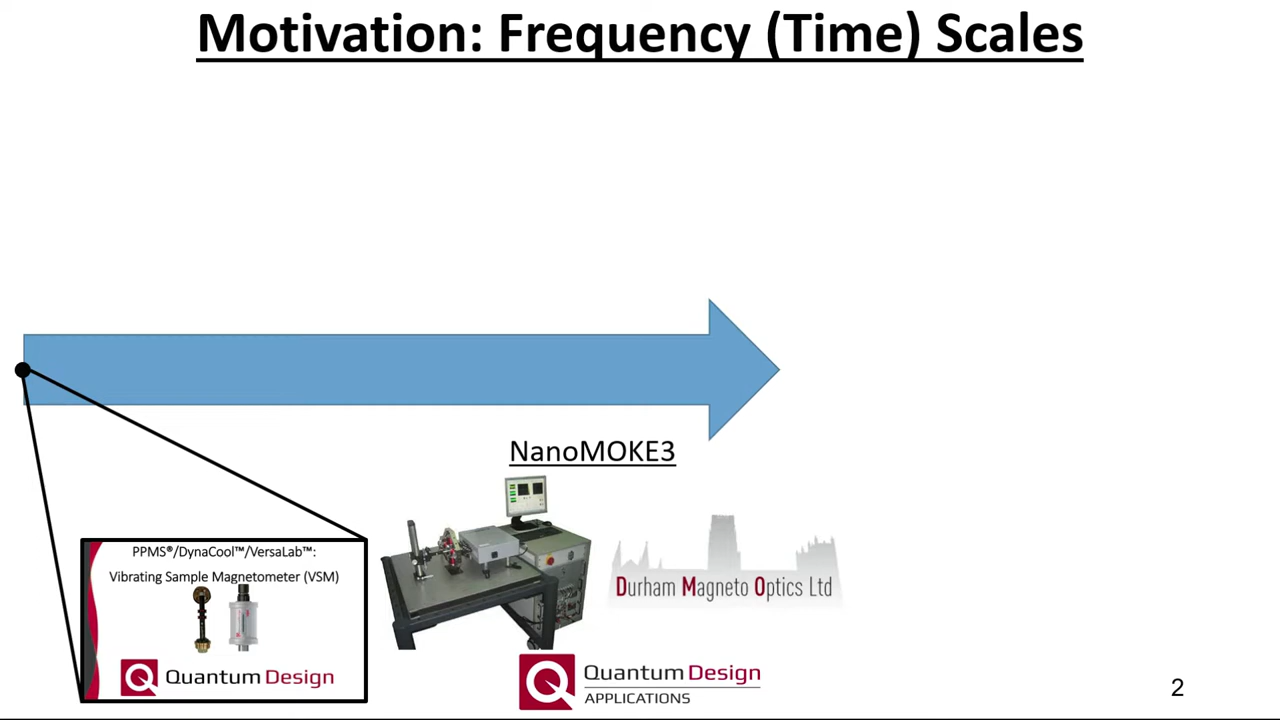 Motivation: Frequency (Time) Scales
NanoMOKE3
PPMS®/DynaCool™/VersaLab™:
Vibrating Sample Magnetometer (VSM)
Quantum Design
Durham Magneto Optics Ltd
Quantum Design
APPLICATIONS
2